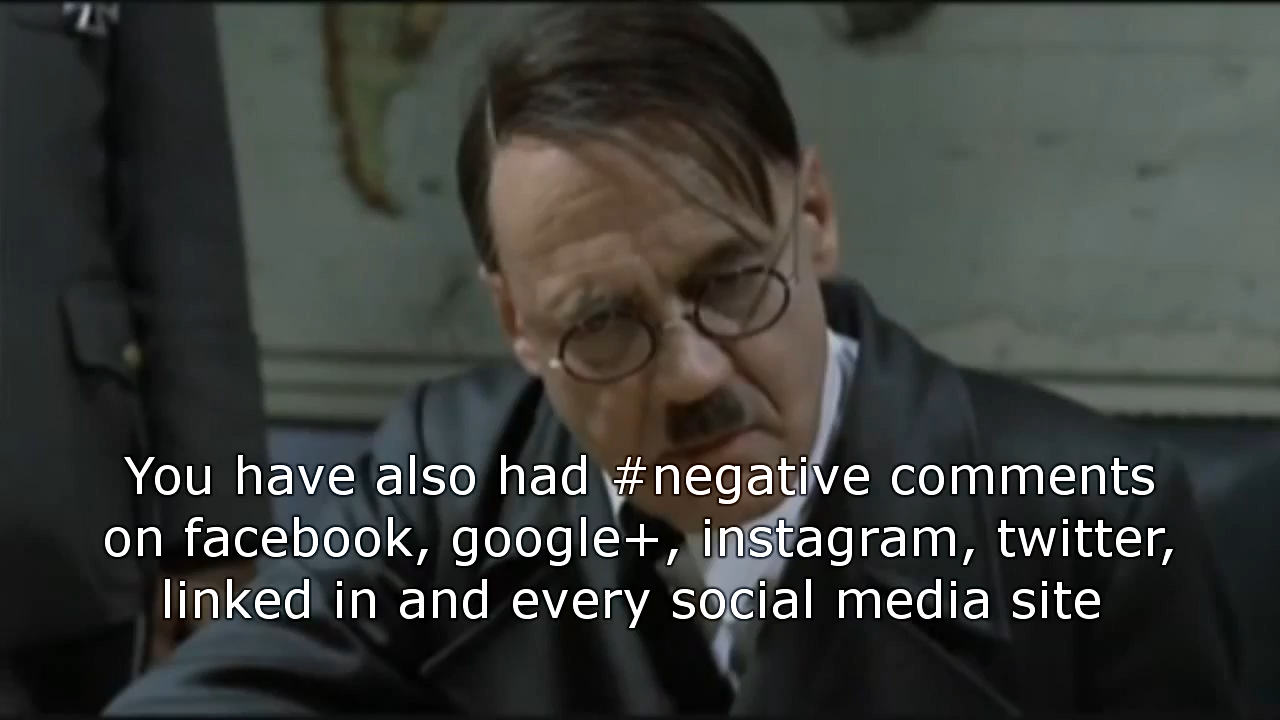 You have also had #negative comments
on facebook, google+, instagram, twitter,
linked in and every social media site